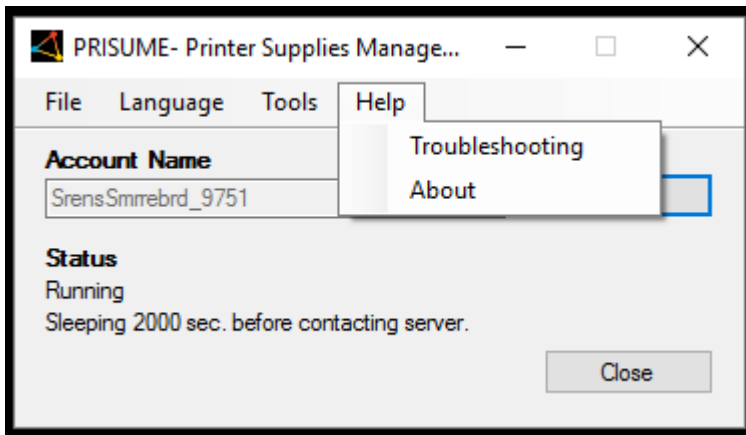 PRISUME- Printer Supplies Manage...
File Language Tools Help
Troubleshooting
About
Account Name
SrensSmrrebrd_9751
Status
Running
Sleeping 2000 sec. before contacting server.
Close